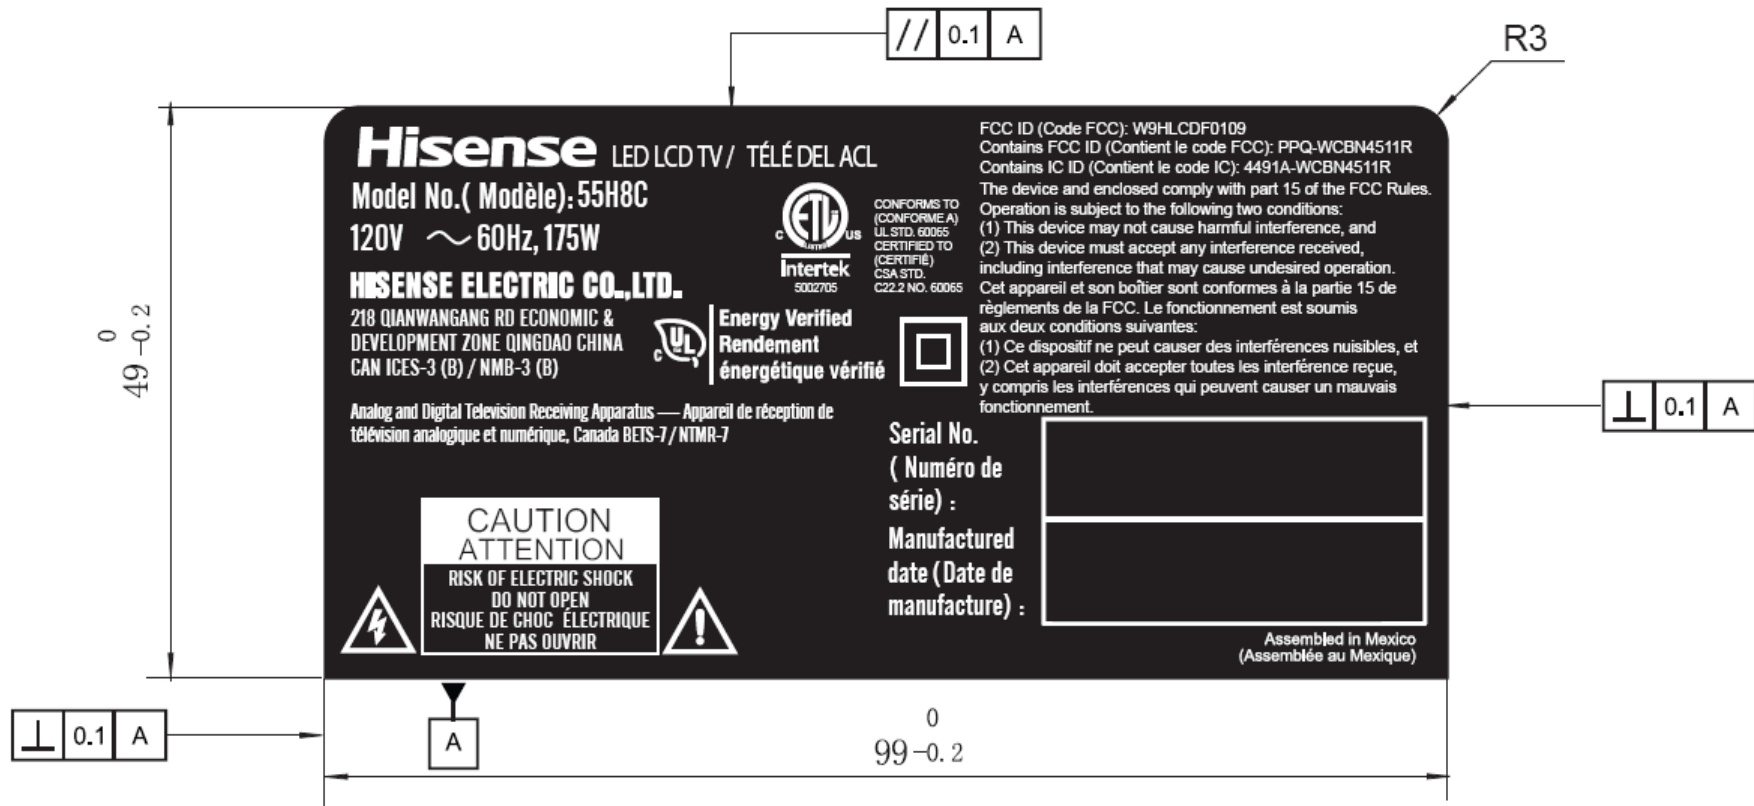 // 0.1 A
R3
Hisense LED LCD TV / TÉLÉ DEL ACL
Model No.( Modèle): 55H8C
120V ～ 60Hz, 175W
HISENSE ELECTRIC CO.,LTD.
218 QIANWANGANG RD ECONOMIC &
DEVELOPMENT ZONE QINGDAO CHINA
CAN ICES-3 (B) / NMB-3 (B)
ETL
LISTED
C US
Intertek
5002705
CONFORMS TO
(CONFORME A)
UL STD. 60065
CERTIFIED TO
(CERTIFIÉ)
CSA STD.
C22.2 NO. 60065
C UL
Energy Verified
Rendement
énergétique vérifié
Analog and Digital Television Receiving Apparatus — Appareil de réception de
télévision analogique et numérique, Canada BETS-7 / NTMR-7
FCC ID (Code FCC): W9HLCDF0109
Contains FCC ID (Contient le code FCC): PPQ-WCBN4511R
Contains IC ID (Contient le code IC): 4491A-WCBN4511R
The device and enclosed comply with part 15 of the FCC Rules.
Operation is subject to the following two conditions:
(1) This device may not cause harmful interference, and
(2) This device must accept any interference received,
including interference that may cause undesired operation.
Cet appareil et son boîtier sont conformes à la partie 15 de
règlements de la FCC. Le fonctionnement est soumis
aux deux conditions suivantes:
(1) Ce dispositif ne peut causer des interférences nuisibles, et
(2) Cet appareil doit accepter toutes les interférence reçue,
y compris les interférences qui peuvent causer un mauvais
fonctionnement.
Serial No.
( Numéro de
série) :
Manufactured
date (Date de
manufacture) :
CAUTION
ATTENTION
RISK OF ELECTRIC SHOCK
DO NOT OPEN
RISQUE DE CHOC ÉLECTRIQUE
NE PAS OUVRIR
Assembled in Mexico
(Assemblée au Mexique)
0
49 -0.2
⊥ 0.1 A
⊥ 0.1 A
A
0
99 -0.2